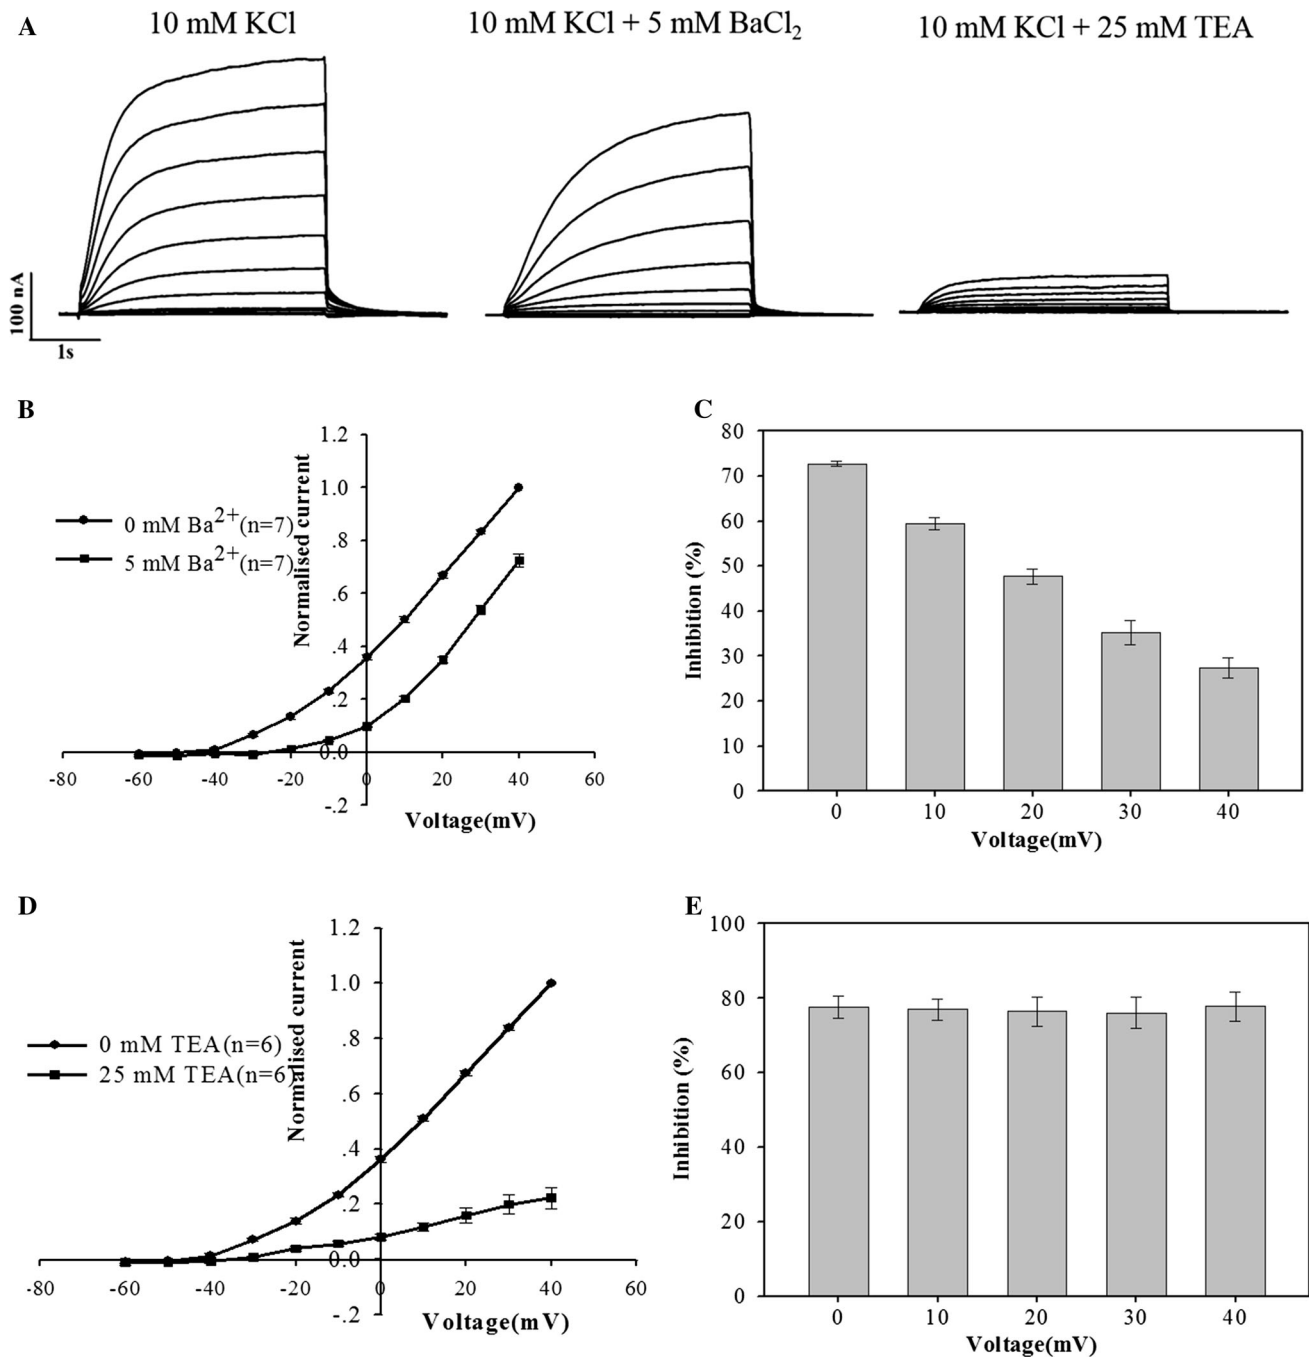 A
10 mM KCl
10 mM KCl + 5 mM BaCl2
10 mM KCl + 25 mM TEA
100 nA
1s
B
Normalised current
1.2
1.0
.8
.6
.4
.2
0.0
-.2
0 mM Ba2+(n=7)
5 mM Ba2+(n=7)
-80 -60 -40 -20 0 20 40 60
Voltage(mV)
C
Inhibition (%)
80
70
60
50
40
30
20
10
0
0 10 20 30 40
Voltage(mV)
D
Normalised current
1.2
1.0
.8
.6
.4
.2
0.0
-.2
0 mM TEA(n=6)
25 mM TEA(n=6)
-80 -60 -40 -20 0 20 40 60
Voltage(mV)
E
Inhibition (%)
100
80
60
40
20
0
0 10 20 30 40
Voltage(mV)